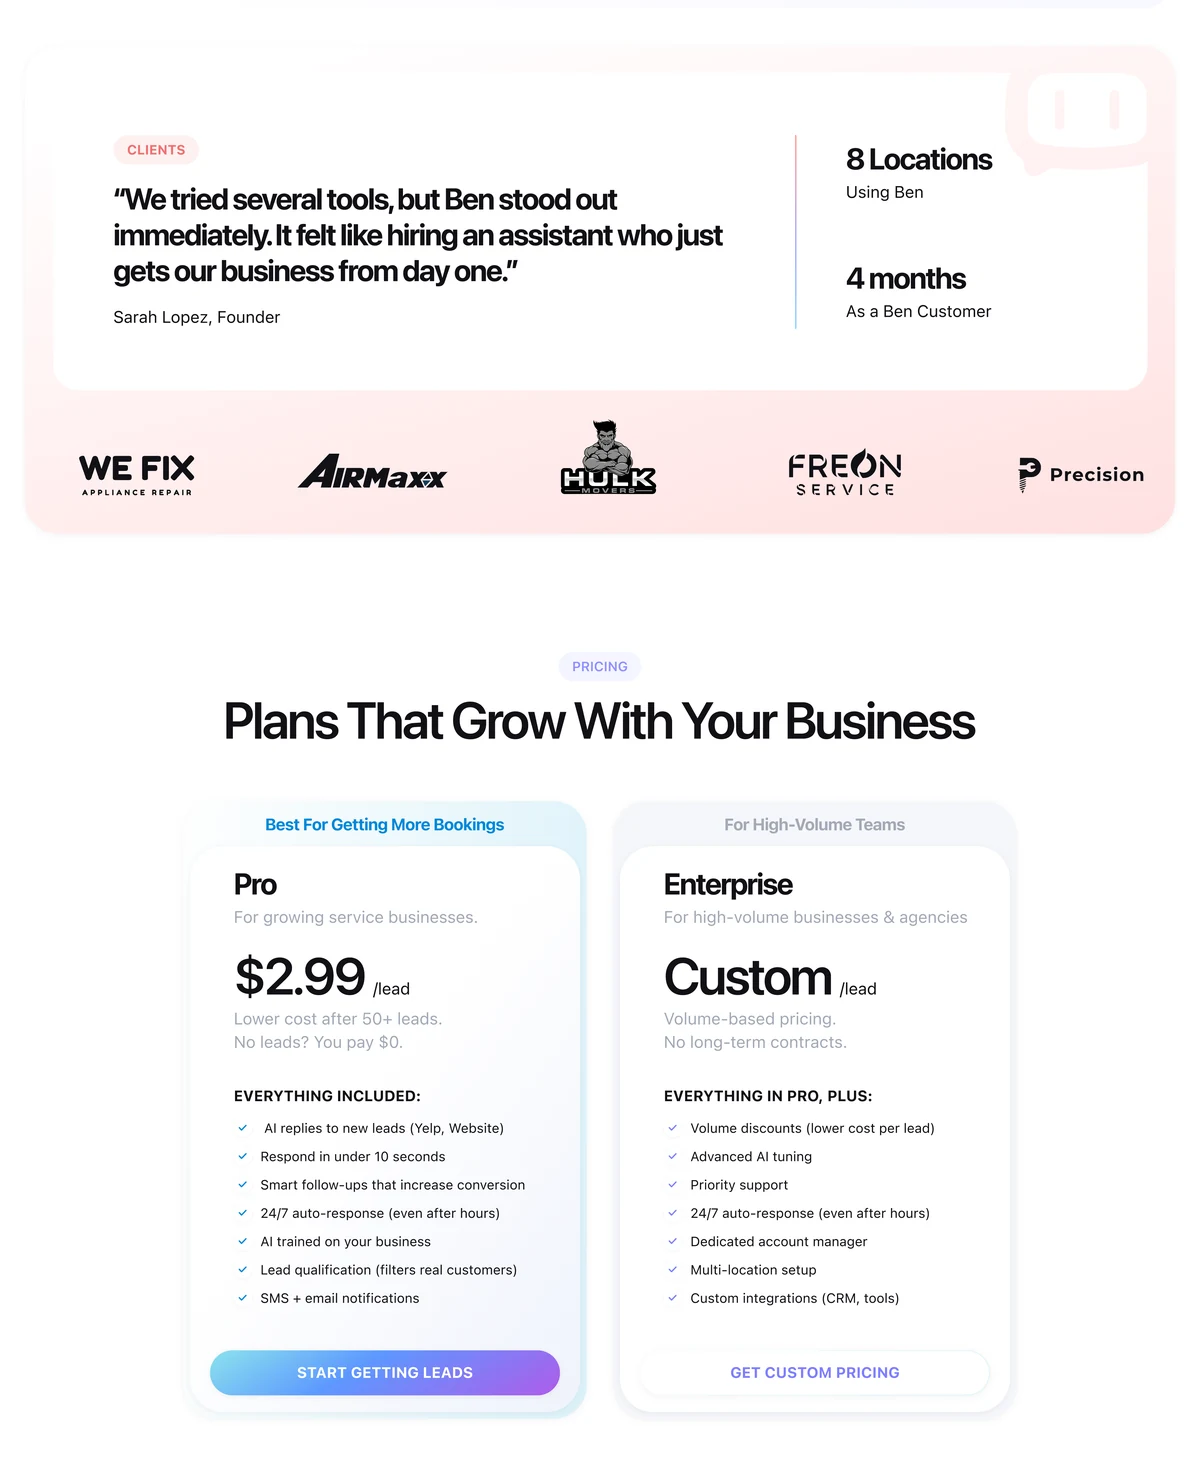 CLIENTS
“We tried several tools, but Ben stood out
immediately. It felt like hiring an assistant who just
gets our business from day one.”
Sarah Lopez, Founder
8 Locations
Using Ben
4 months
As a Ben Customer
WE FIX
APPLIANCE REPAIR
AIRMaxx
HULK
MOVERS
FREON
SERVICE
Precision
PRICING
Plans That Grow With Your Business
Best For Getting More Bookings
Pro
For growing service businesses.
$2.99 /lead
Lower cost after 50+ leads.
No leads? You pay $0.
EVERYTHING INCLUDED:
AI replies to new leads (Yelp, Website)
Respond in under 10 seconds
Smart follow-ups that increase conversion
24/7 auto-response (even after hours)
AI trained on your business
Lead qualification (filters real customers)
SMS + email notifications
START GETTING LEADS
For High-Volume Teams
Enterprise
For high-volume businesses & agencies
Custom /lead
Volume-based pricing.
No long-term contracts.
EVERYTHING IN PRO, PLUS:
Volume discounts (lower cost per lead)
Advanced AI tuning
Priority support
24/7 auto-response (even after hours)
Dedicated account manager
Multi-location setup
Custom integrations (CRM, tools)
GET CUSTOM PRICING